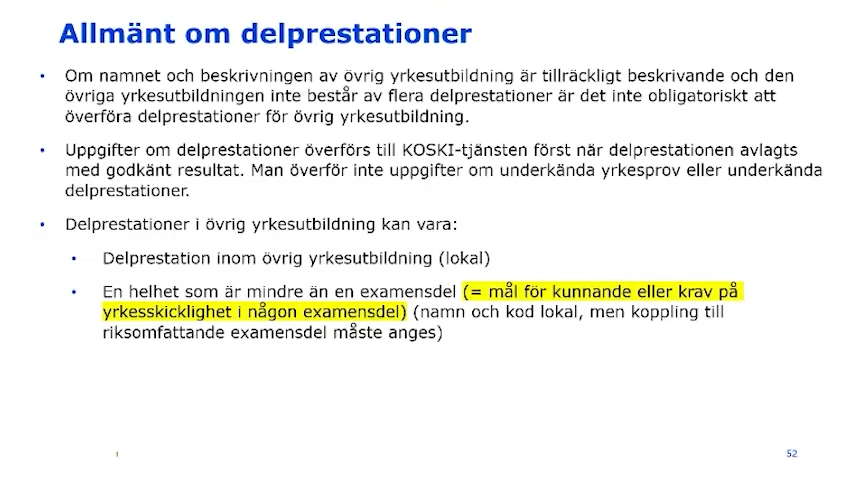 Allmänt om delprestationer
• Om namnet och beskrivningen av övrig yrkesutbildning är tillräckligt beskrivande och den
övriga yrkesutbildningen inte består av flera delprestationer är det inte obligatoriskt att
överföra delprestationer för övrig yrkesutbildning.
• Uppgifter om delprestationer överförs till KOSKI-tjänsten först när delprestationen avlagts
med godkänt resultat. Man överför inte uppgifter om underkända yrkesprov eller underkända
delprestationer.
• Delprestationer i övrig yrkesutbildning kan vara:
• Delprestation inom övrig yrkesutbildning (lokal)
• En helhet som är mindre än en examensdel (= mål för kunnande eller krav på
yrkesskicklighet i någon examensdel) (namn och kod lokal, men koppling till
riksomfattande examensdel måste anges)
52